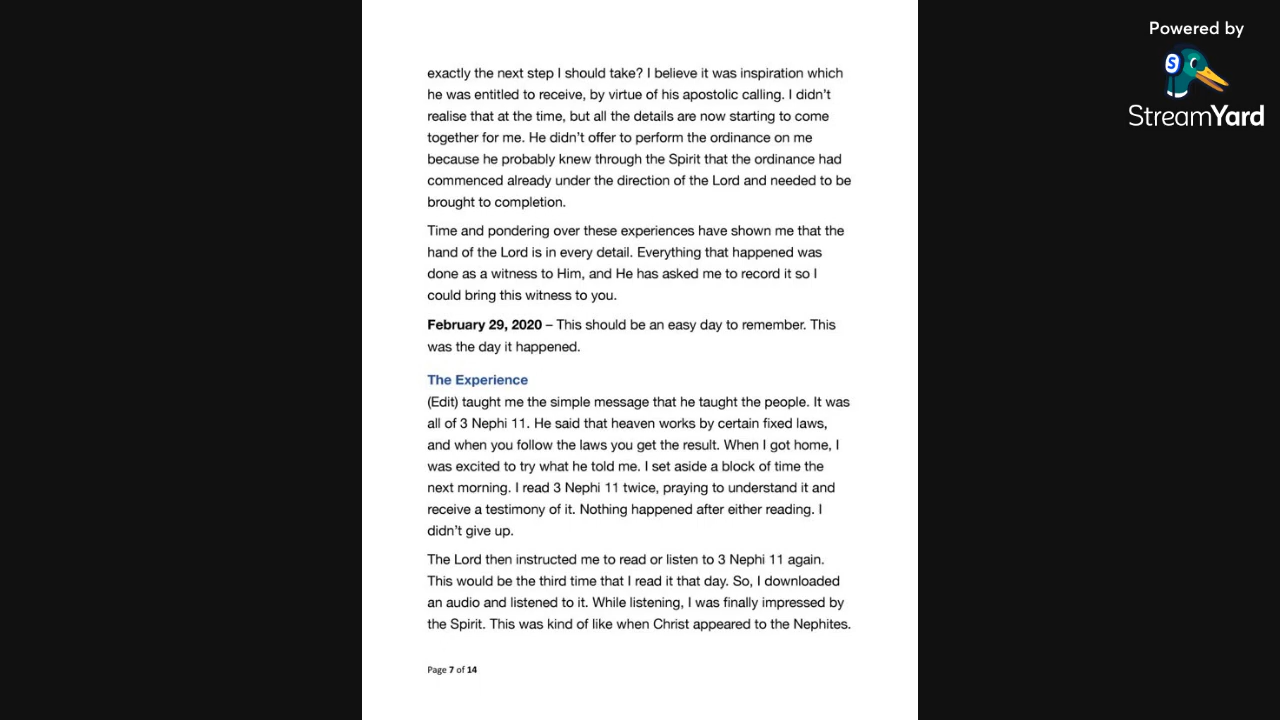 Powered by
StreamYard
exactly the next step I should take? I believe it was inspiration which
he was entitled to receive, by virtue of his apostolic calling. I didn’t
realise that at the time, but all the details are now starting to come
together for me. He didn’t offer to perform the ordinance on me
because he probably knew through the Spirit that the ordinance had
commenced already under the direction of the Lord and needed to be
brought to completion.
Time and pondering over these experiences have shown me that the
hand of the Lord is in every detail. Everything that happened was
done as a witness to Him, and He has asked me to record it so I
could bring this witness to you.
February 29, 2020 – This should be an easy day to remember. This
was the day it happened.
The Experience
(Edit) taught me the simple message that he taught the people. It was
all of 3 Nephi 11. He said that heaven works by certain fixed laws,
and when you follow the laws you get the result. When I got home, I
was excited to try what he told me. I set aside a block of time the
next morning. I read 3 Nephi 11 twice, praying to understand it and
receive a testimony of it. Nothing happened after either reading. I
didn’t give up.
The Lord then instructed me to read or listen to 3 Nephi 11 again.
This would be the third time that I read it that day. So, I downloaded
an audio and listened to it. While listening, I was finally impressed by
the Spirit. This was kind of like when Christ appeared to the Nephites.
Page 7 of 14